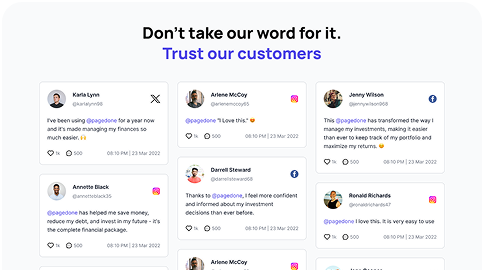 Don't take our word for it.
Trust our customers
Karla Lynn
@karlalynn98
I've been using @pagedone for a year now
and it's made managing my finances so
much easier. 🙌
1k 500 08:10 PM | 23 Mar 2022
Annette Black
@annetteblack35
@pagedone has helped me save money,
reduce my debt, and invest in my future - it's
the complete financial package.
1k 500 08:10 PM | 23 Mar 2022
Arlene McCoy
@arlenemccoy65
@pagedone "I Love this." 😍
1k 500 08:10 PM | 23 Mar 2022
Darrell Steward
@darrellsteward68
Thanks to @pagedone, I feel more confident
and informed about my investment
decisions than ever before.
1k 500 08:10 PM | 23 Mar 2022
Arlene McCoy
Jenny Wilson
@jennywilson968
This @pagedone has transformed the way I
manage my investments, making it easier
than ever to keep track of my portfolio and
maximize my returns. 😊
1k 500 08:10 PM | 23 Mar 2022
Ronald Richards
@ronaldrichards47
@pagedone I love this. It is very easy to use
1k 500 08:10 PM | 23 Mar 2022